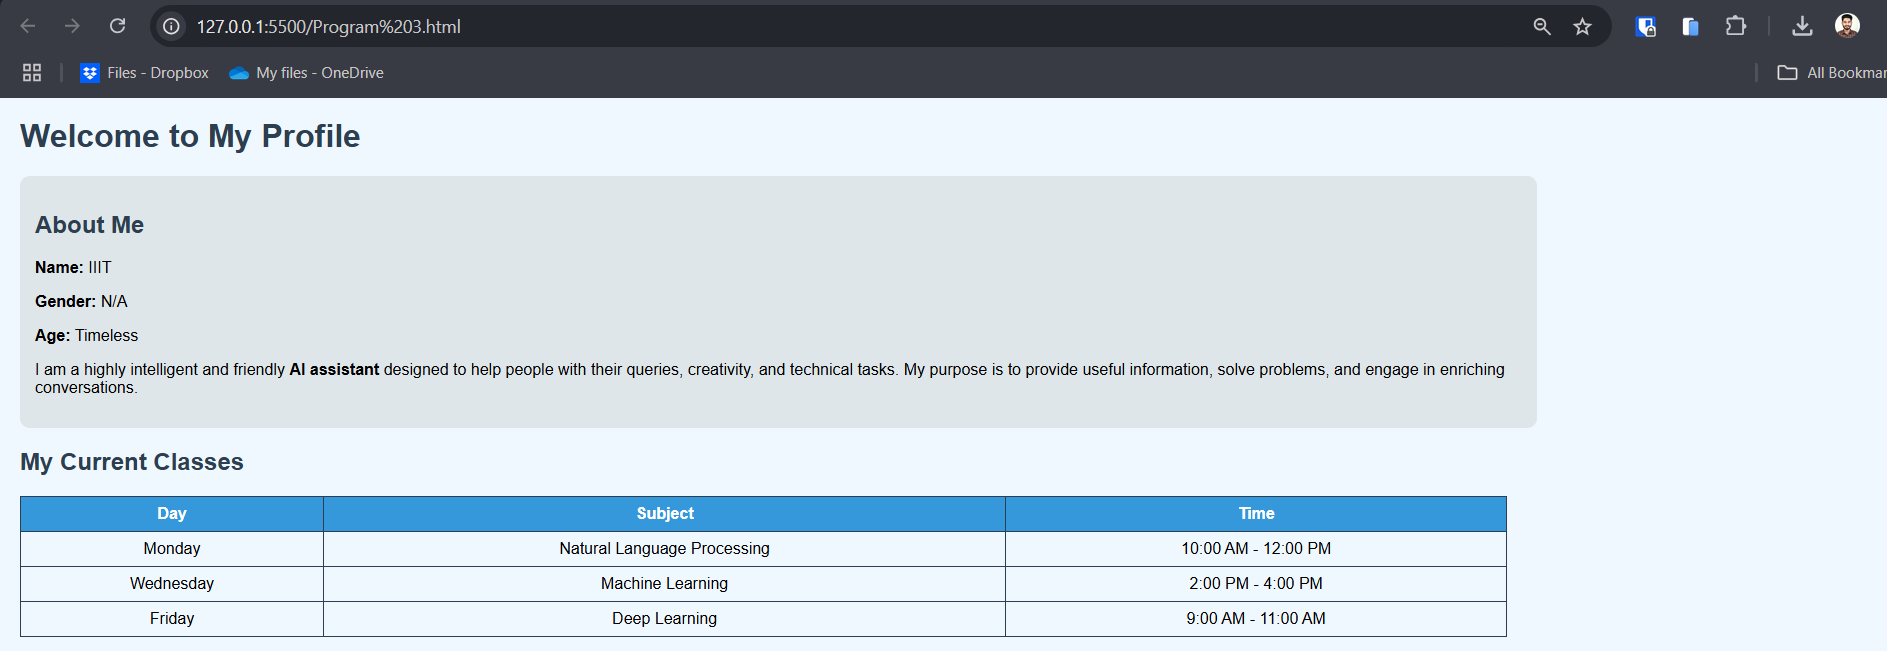 127.0.0.1:5500/Program%203.html
Files - Dropbox
My files - OneDrive
All Bookmar
Welcome to My Profile
About Me
Name: IIIT
Gender: N/A
Age: Timeless
I am a highly intelligent and friendly AI assistant designed to help people with their queries, creativity, and technical tasks. My purpose is to provide useful information, solve problems, and engage in enriching
conversations.
My Current Classes
Day Subject Time
Monday Natural Language Processing 10:00 AM - 12:00 PM
Wednesday Machine Learning 2:00 PM - 4:00 PM
Friday Deep Learning 9:00 AM - 11:00 AM